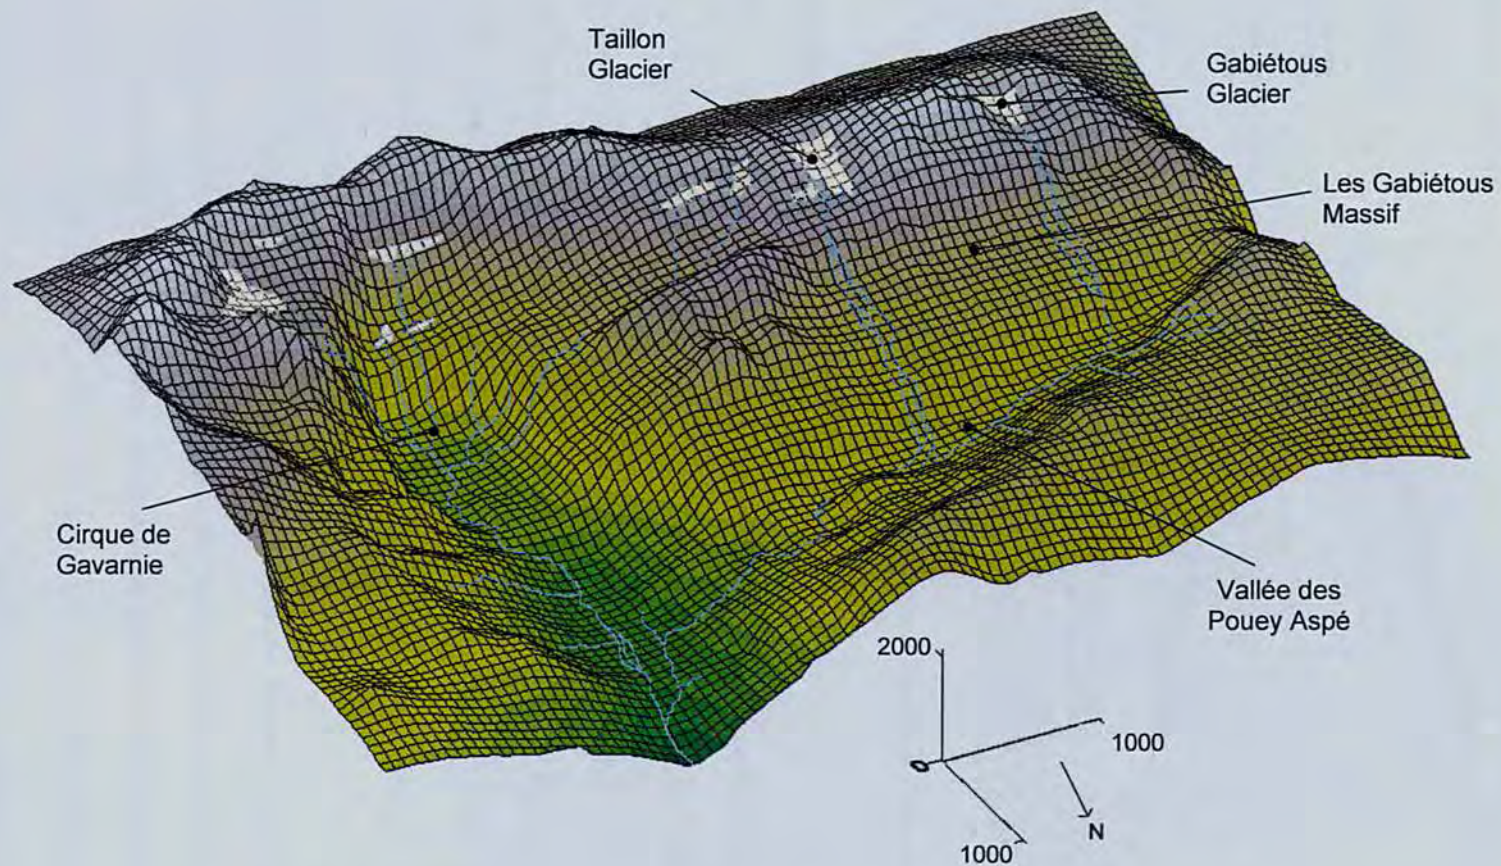 Taillon
Glacier
Gabiétous
Glacier
Les Gabiétous
Massif
Cirque de
Gavarnie
Vallée des
Pouey Aspé
2000
0
1000
1000
N